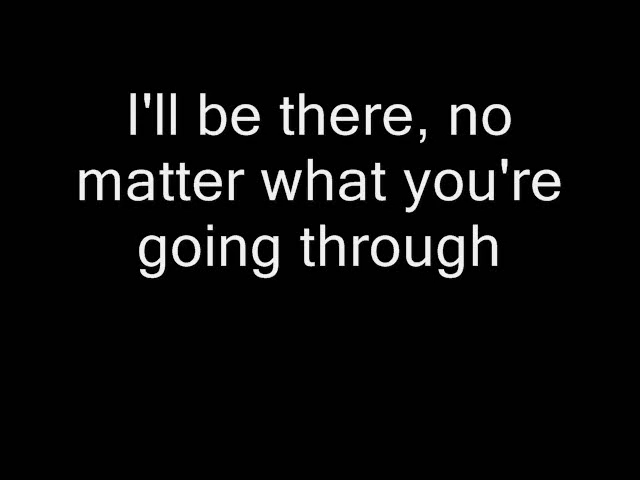 I'll be there, no
matter what you're
going through